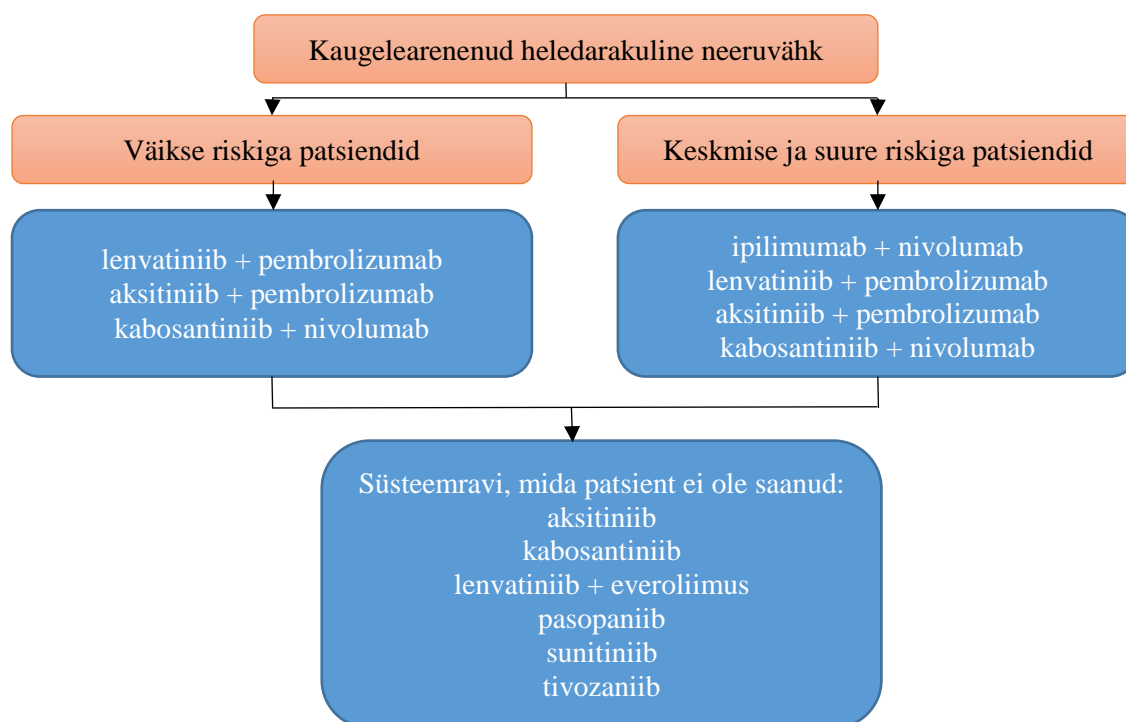 Kaugelearenenud heledarakuline neeruvähk
Väikse riskiga patsiendid
Keskmise ja suure riskiga patsiendid
lenvatiniib + pembrolizumab
aksitiniib + pembrolizumab
kabosantiniib + nivolumab
ipilimumab + nivolumab
lenvatiniib + pembrolizumab
aksitiniib + pembrolizumab
kabosantiniib + nivolumab
Süsteemravi, mida patsient ei ole saanud:
aksitiniib
kabosantiniib
lenvatiniib + everoliimus
pasopaniib
sunitiniib
tivozaniib